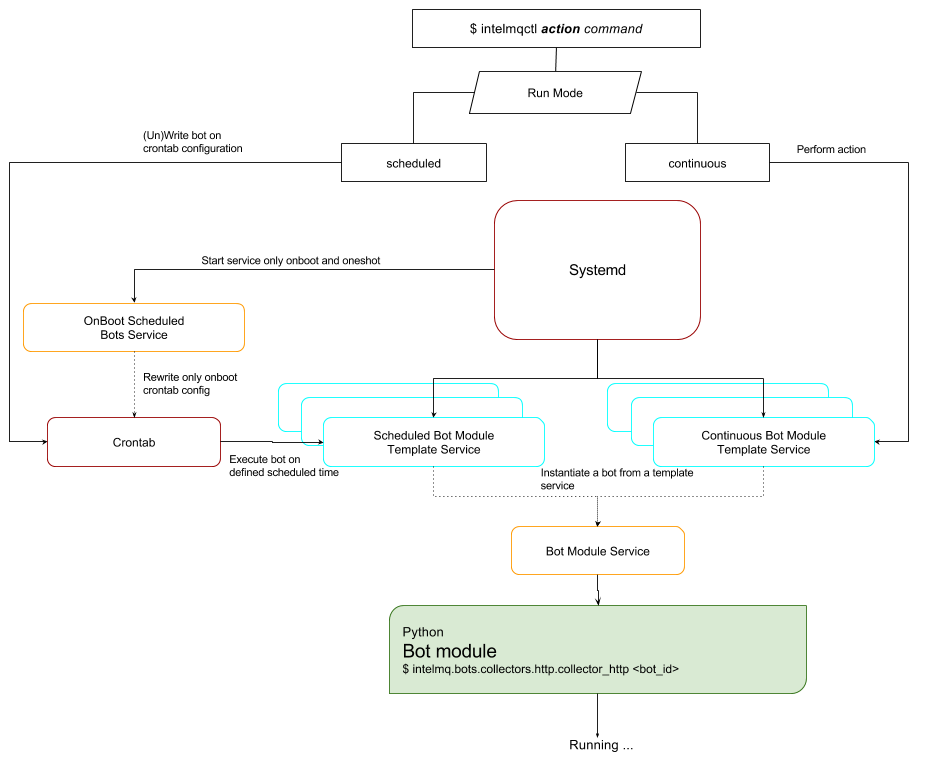 $ intelmqctl action command
Run Mode
(Un)Write bot on
crontab configuration
scheduled
continuous
Perform action
Systemd
Start service only onboot and oneshot
OnBoot Scheduled
Bots Service
Rewrite only onboot
crontab config
Crontab
Execute bot on
defined scheduled time
Scheduled Bot Module
Template Service
Continuous Bot Module
Template Service
Instantiate a bot from a template
service
Bot Module Service
Python
Bot module
$ intelmq.bots.collectors.http.collector_http <bot_id>
Running ...